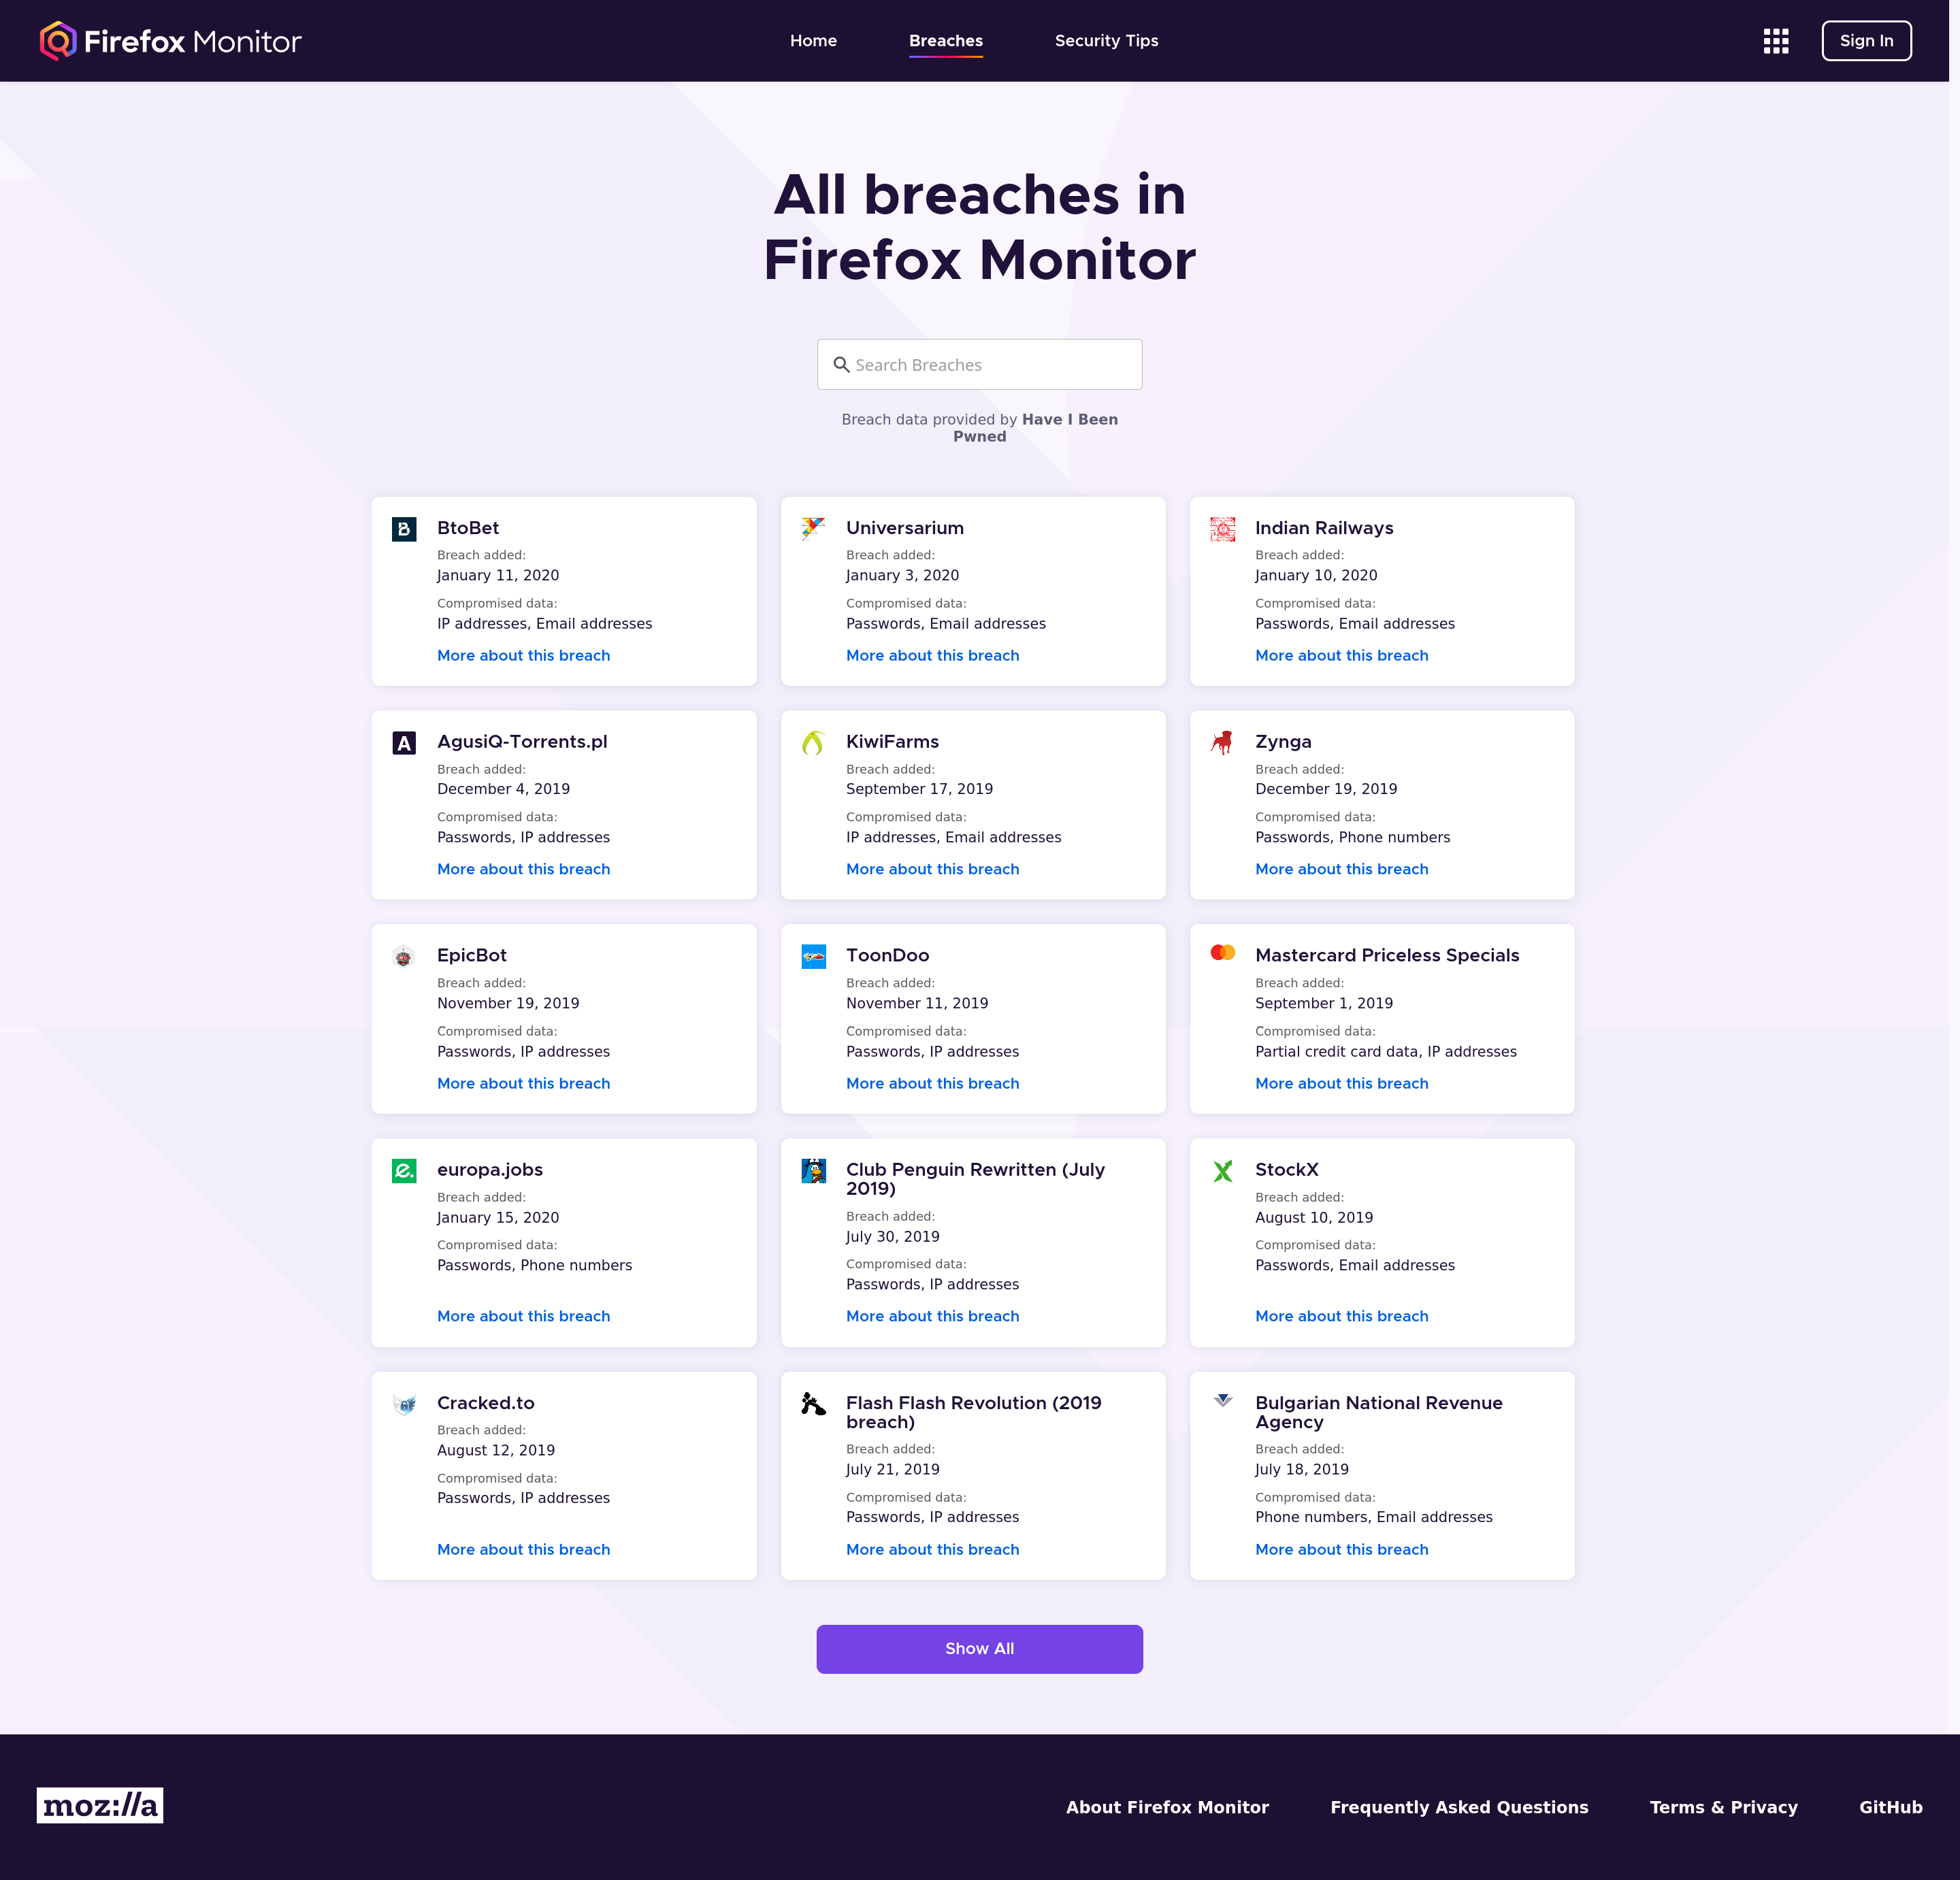 Firefox Monitor
Home
Breaches
Security Tips
Sign In
All breaches in
Firefox Monitor
Search Breaches
Breach data provided by Have I Been
Pwned
BtoBet
Breach added:
January 11, 2020
Compromised data:
IP addresses, Email addresses
More about this breach
Universarium
Breach added:
January 3, 2020
Compromised data:
Passwords, Email addresses
More about this breach
Indian Railways
Breach added:
January 10, 2020
Compromised data:
Passwords, Email addresses
More about this breach
AgusiQ-Torrents.pl
Breach added:
December 4, 2019
Compromised data:
Passwords, IP addresses
More about this breach
KiwiFarms
Breach added:
September 17, 2019
Compromised data:
IP addresses, Email addresses
More about this breach
Zynga
Breach added:
December 19, 2019
Compromised data:
Passwords, Phone numbers
More about this breach
EpicBot
Breach added:
November 19, 2019
Compromised data:
Passwords, IP addresses
More about this breach
ToonDoo
Breach added:
November 11, 2019
Compromised data:
Passwords, IP addresses
More about this breach
Mastercard Priceless Specials
Breach added:
September 1, 2019
Compromised data:
Partial credit card data, IP addresses
More about this breach
europa.jobs
Breach added:
January 15, 2020
Compromised data:
Passwords, Phone numbers
More about this breach
Club Penguin Rewritten (July
2019)
Breach added:
July 30, 2019
Compromised data:
Passwords, IP addresses
More about this breach
StockX
Breach added:
August 10, 2019
Compromised data:
Passwords, Email addresses
More about this breach
Cracked.to
Breach added:
August 12, 2019
Compromised data:
Passwords, IP addresses
More about this breach
Flash Flash Revolution (2019
breach)
Breach added:
July 21, 2019
Compromised data:
Passwords, IP addresses
More about this breach
Bulgarian National Revenue
Agency
Breach added:
July 18, 2019
Compromised data:
Phone numbers, Email addresses
More about this breach
Show All
moz://a
About Firefox Monitor
Frequently Asked Questions
Terms & Privacy
GitHub